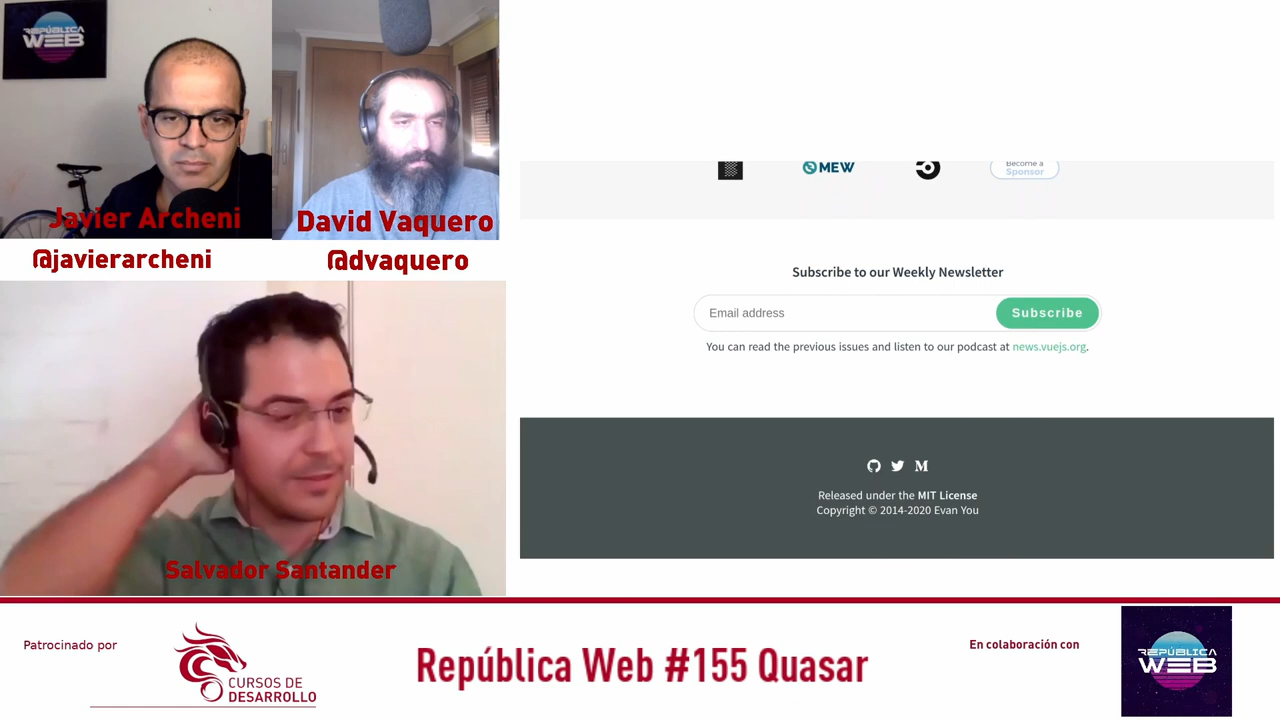 REPÚBLICA
WEB
Javier Archeni
David Vaquero
@javierarcheni
@dvaquero
Salvador Santander
MEW
Become a
Sponsor
Subscribe to our Weekly Newsletter
Email address
Subscribe
You can read the previous issues and listen to our podcast at news.vuejs.org.
Released under the MIT License
Copyright © 2014-2020 Evan You
Patrocinado por
CURSOS DE
DESARROLLO
República Web #155 Quasar
En colaboración con
REPÚBLICA
WEB